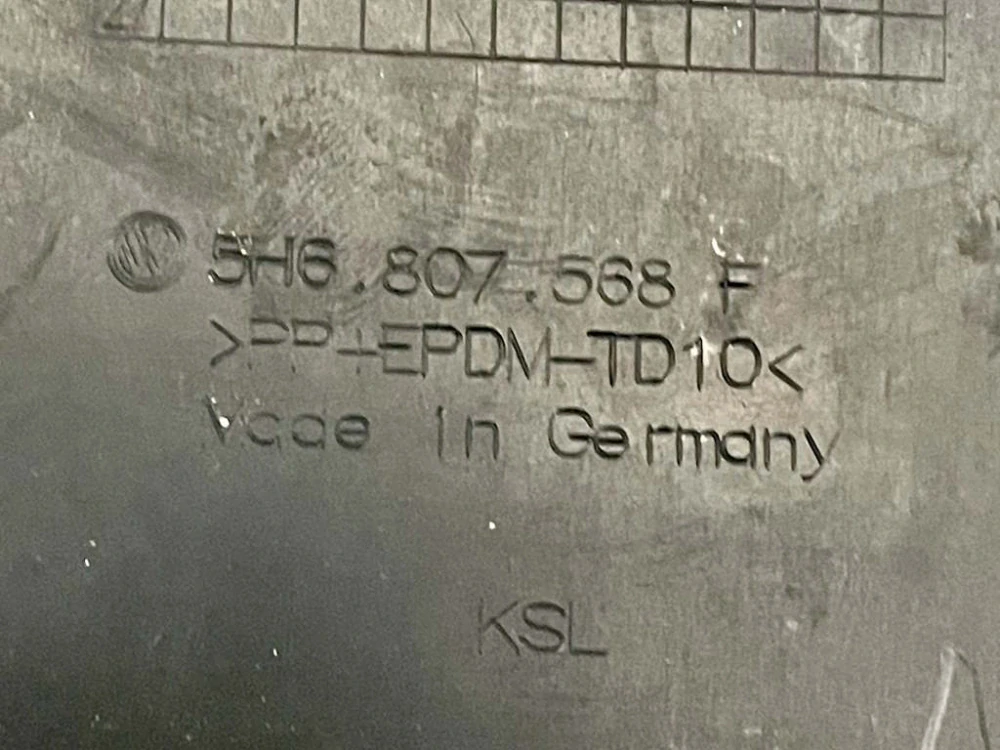 5H6.807.568 F
>PP+EPDM-TD10<
Made in Germany
KSL